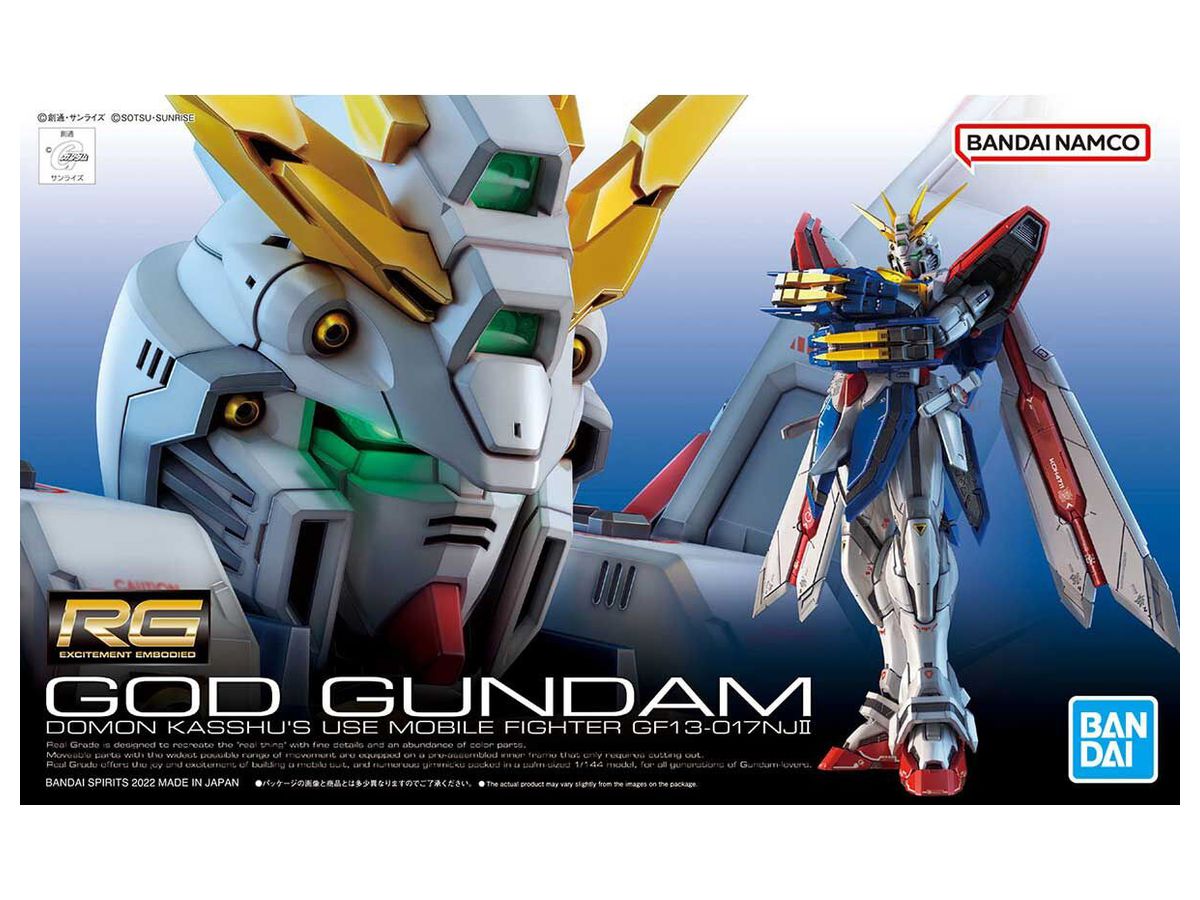 ©創通・サンライズ ©SOTSU・SUNRISE
創通
©
サンライズ
BANDAI NAMCO
CAUTION
KOH4711
RG
EXCITEMENT EMBODIED
GOD GUNDAM
DOMON KASSHU'S USE MOBILE FIGHTER GF13-017NJⅡ
Real Grade is designed to recreate the "real thing" with fine details and an abundance of color parts.
Moveable parts with the widest possible range of movement are equipped on a pre-assembled inner frame that only requires cutting out.
Real Grade offers the joy and excitement of building a mobile suit, and numerous gimmicks packed in a palm-sized 1/144 model, for all generations of Gundam-lovers.
BANDAI SPIRITS 2022 MADE IN JAPAN ●パッケージの画像と商品とは多少異なりますのでご了承ください。 ●The actual product may vary slightly from the images on the package.
BAN
DAI